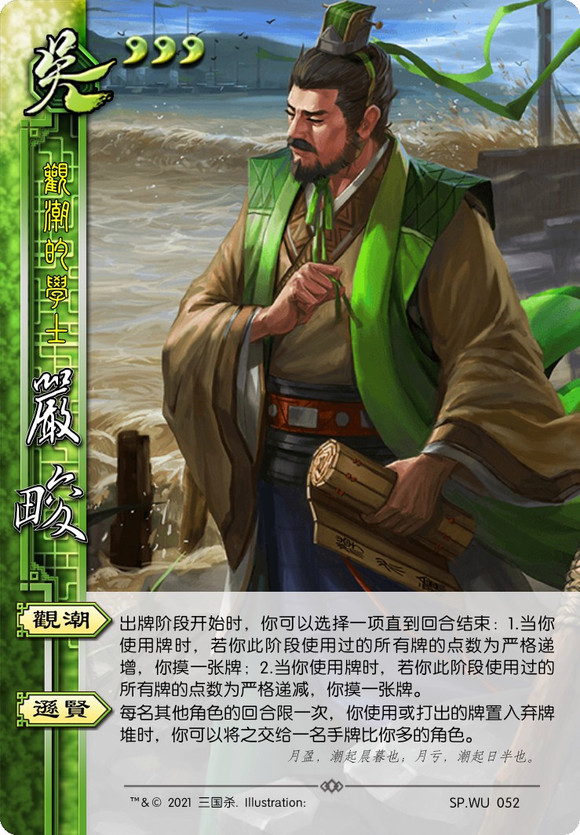 吴
觀潮的學士
嚴畯
觀潮
出牌阶段开始时，你可以选择一项直到回合结束：1.当你
使用牌时，若你此阶段使用过的所有牌的点数为严格递
增，你摸一张牌；2.当你使用牌时，若你此阶段使用过的
所有牌的点数为严格递减，你摸一张牌。
遜賢
每名其他角色的回合限一次，你使用或打出的牌置入弃牌
堆时，你可以将之交给一名手牌比你多的角色。
月盈，潮起晨暮也；月亏，潮起日半也。
™&© 2021 三国杀. Illustration:
SP.WU 052